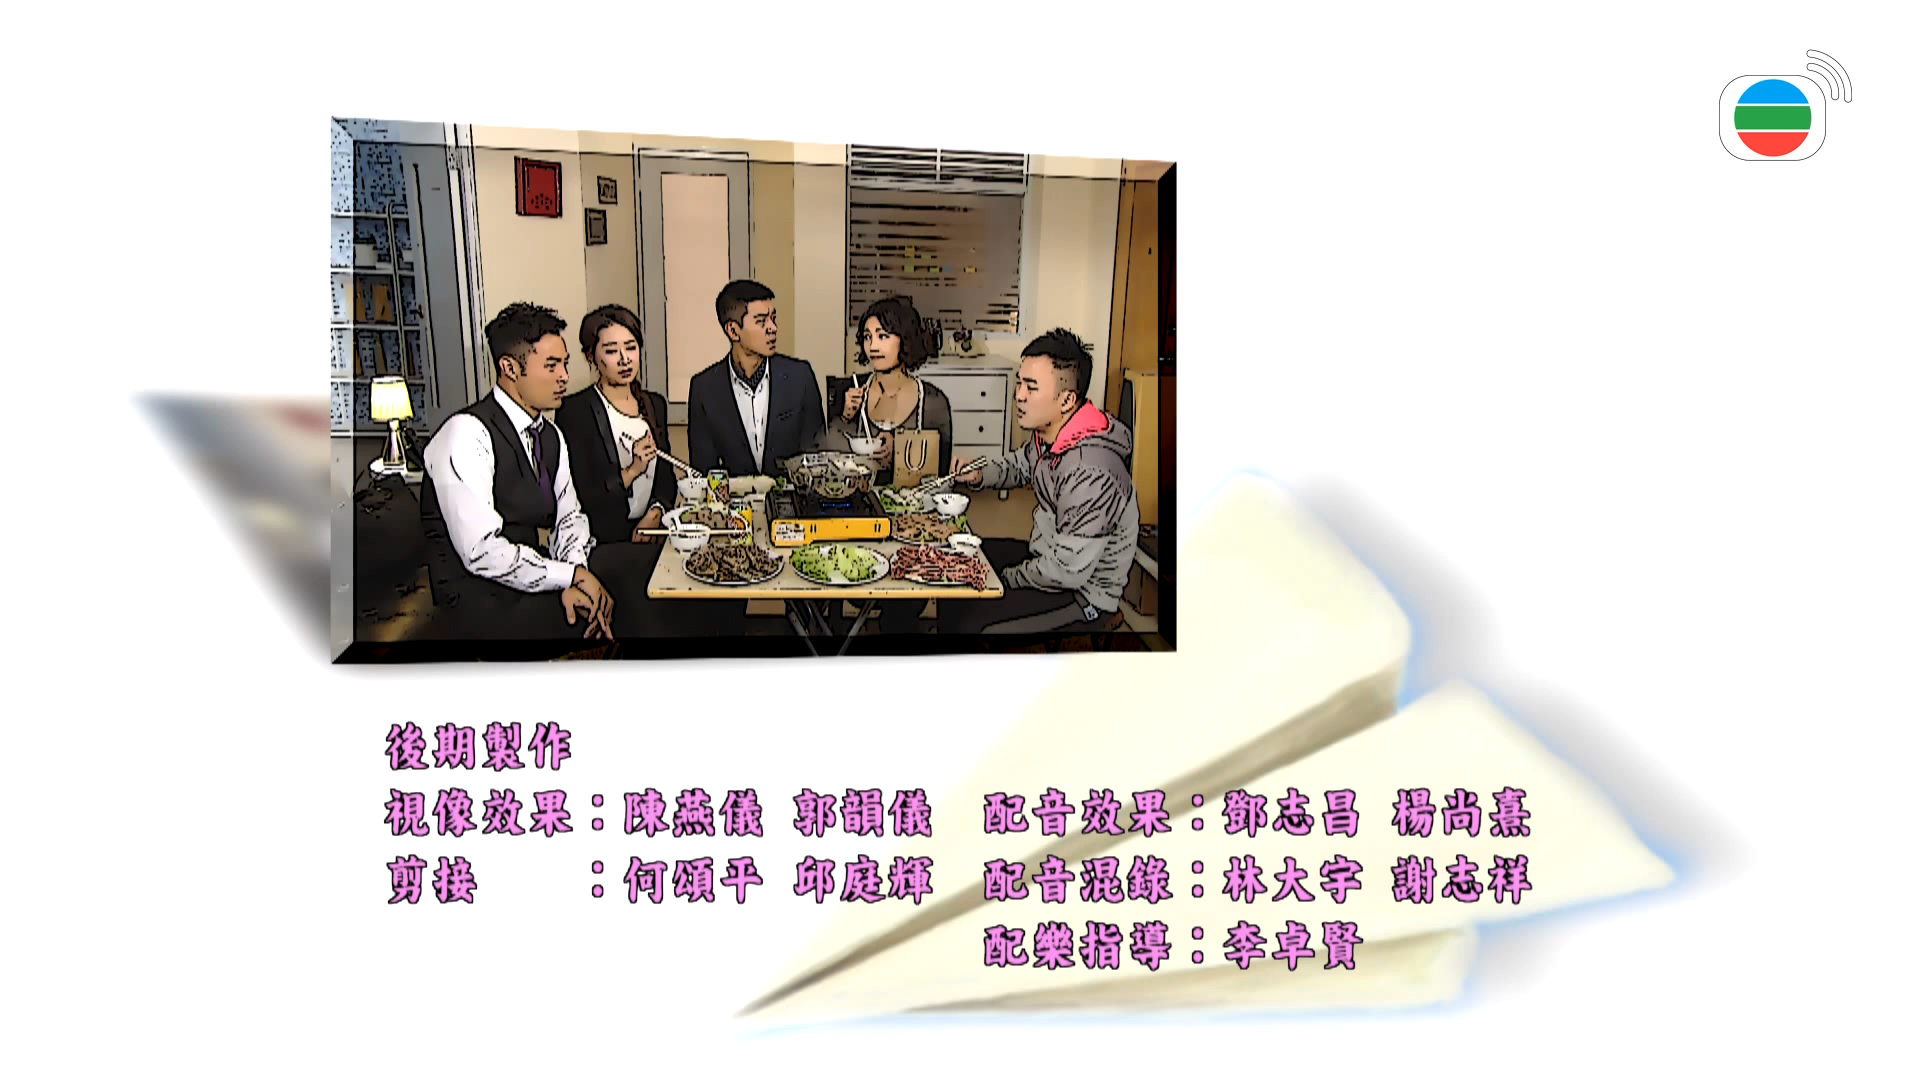 後期製作
視像效果：陳燕儀 郭韻儀 配音效果：鄧志昌 楊尚熹
剪接　　：何頌平 邱庭輝 配音混錄：林大宇 謝志祥
配樂指導：李卓賢